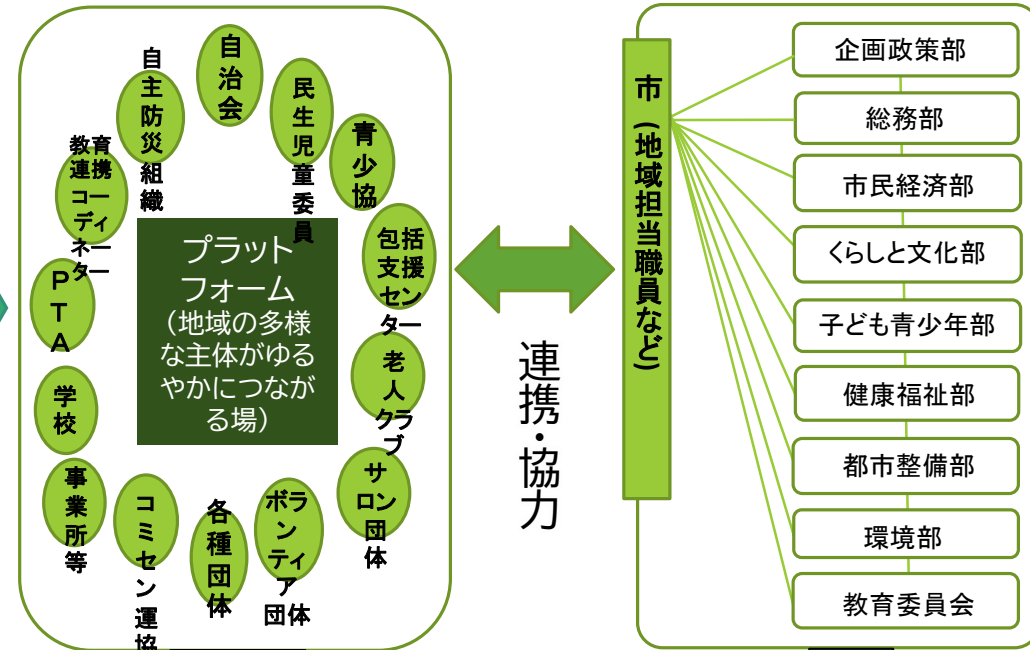 自治会
民生児童委員
青少協
包括支援センター
老人クラブ
サロン団体
ボランティア団体
各種団体
コミセン運協
事業所等
学校
PTA
教育連携コーディネーター
自主防災組織
プラット
フォーム
(地域の多様
な主体がゆる
やかにつなが
る場)
連携・協力
市(地域担当職員など)
企画政策部
総務部
市民経済部
くらしと文化部
子ども青少年部
健康福祉部
都市整備部
環境部
教育委員会